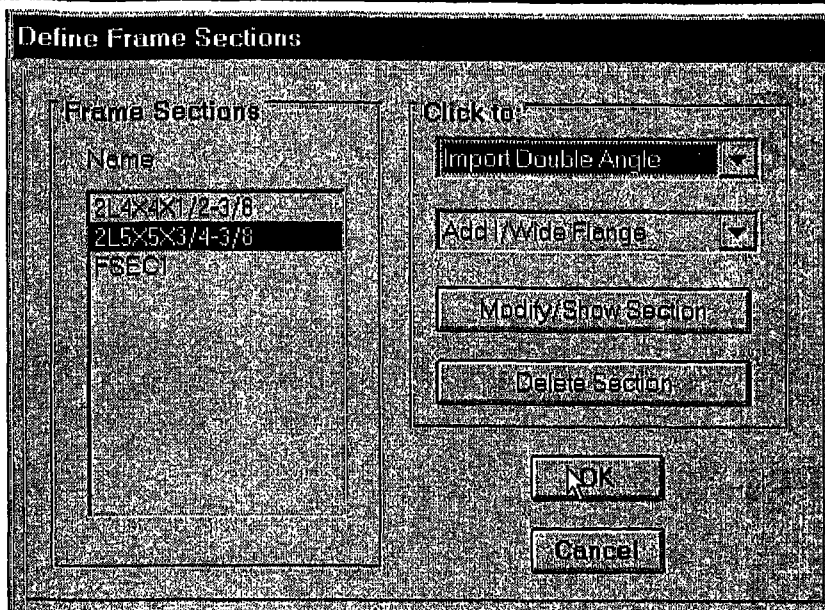 Define Frame Sections
Frame Sections
Name
2L4X4X1/2-3/8
2L5X5X3/4-3/8
FSEC1
Click to:
Import Double Angle
Add I/Wide Flange
Modify/Show Section
Delete Section
OK
Cancel